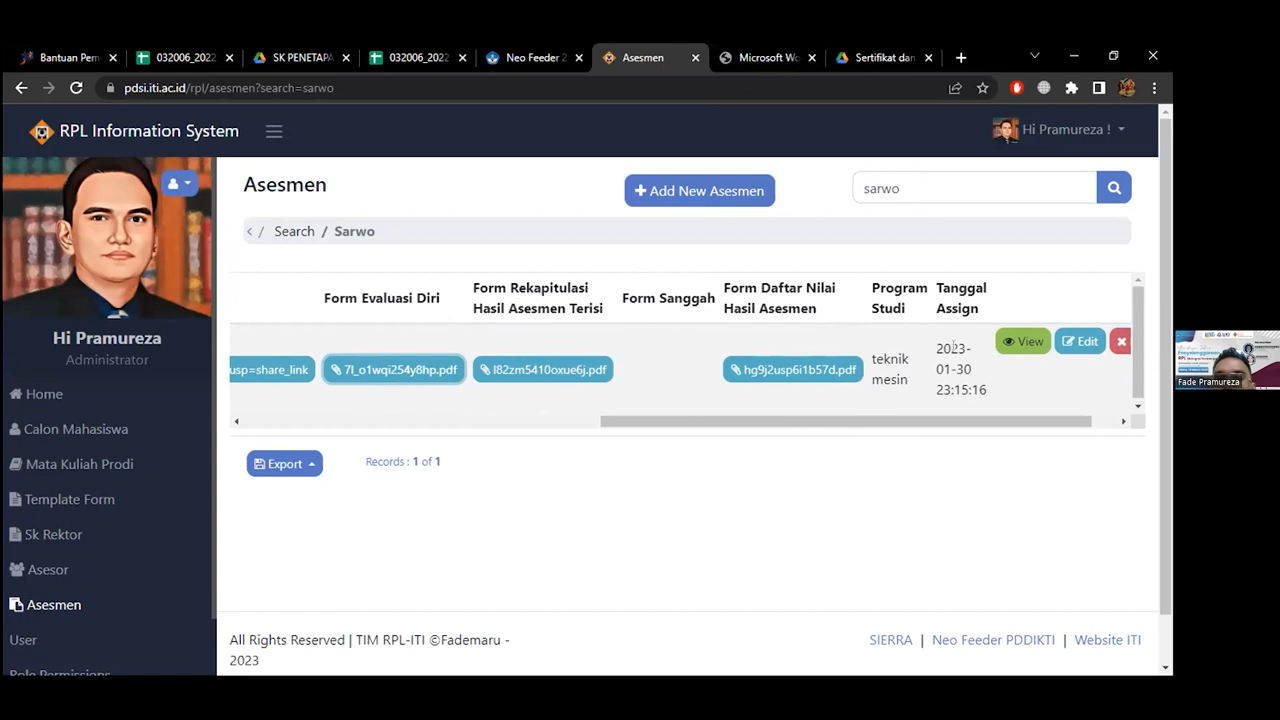 Bantuan Pem
032006_2022
SK PENETAPA
032006_2022
Neo Feeder 2
Asesmen
Microsoft Wo
Sertifikat dan
pdsi.iti.ac.id/rpl/asesmen?search=sarwo
RPL Information System
Hi Pramureza !
Asesmen
Add New Asesmen
sarwo
/ Search / Sarwo
Form Evaluasi Diri
Form Rekapitulasi
Hasil Asesmen Terisi
Form Sanggah
Form Daftar Nilai
Hasil Asesmen
Program
Studi
Tanggal
Assign
usp=share_link
7l_o1wqi254y8hp.pdf
l82zm5410oxue6j.pdf
hg9j2usp6i1b57d.pdf
teknik
mesin
2023-
01-30
23:15:16
View
Edit
Export
Records : 1 of 1
Hi Pramureza
Administrator
Home
Calon Mahasiswa
Mata Kuliah Prodi
Template Form
Sk Rektor
Asesor
Asesmen
User
Role Permissions
All Rights Reserved | TIM RPL-ITI ©Fademaru -
2023
SIERRA | Neo Feeder PDDIKTI | Website ITI
Fade Pramureza